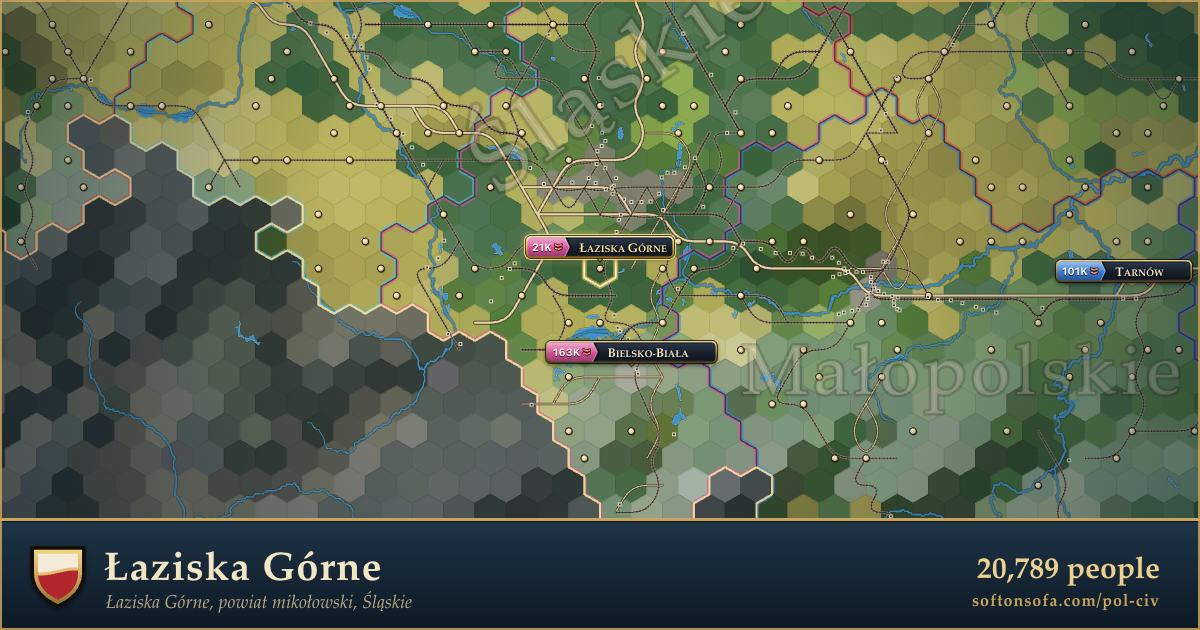 Śląskie
21K Łaziska Górne
101K Tarnów
163K Bielsko-Biała
Małopolskie
Łaziska Górne
Łaziska Górne, powiat mikołowski, Śląskie
20,789 people
softonsofa.com/pol-civ